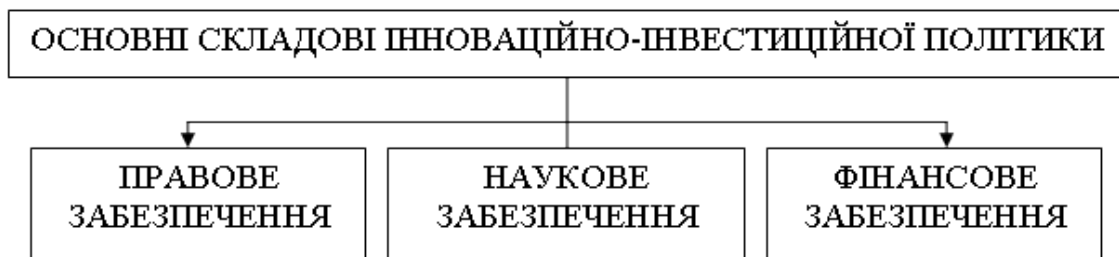 ОСНОВНІ СКЛАДОВІ ІННОВАЦІЙНО-ІНВЕСТИЦІЙНОЇ ПОЛІТИКИ
ПРАВОВЕ
ЗАБЕЗПЕЧЕННЯ
НАУКОВЕ
ЗАБЕЗПЕЧЕННЯ
ФІНАНСОВЕ
ЗАБЕЗПЕЧЕННЯ